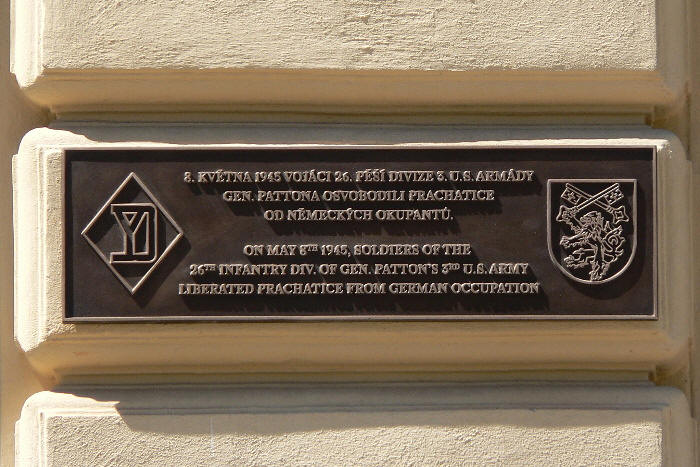 8. KVĚTNA 1945 VOJÁCI 26. PĚŠÍ DIVIZE 3. U.S. ARMÁDY
GEN. PATTONA OSVOBODILI PRACHATICE
OD NĚMECKÝCH OKUPANTŮ.
YD
ON MAY 8TH 1945, SOLDIERS OF THE
26TH INFANTRY DIV. OF GEN. PATTON'S 3RD U.S. ARMY
LIBERATED PRACHATICE FROM GERMAN OCCUPATION